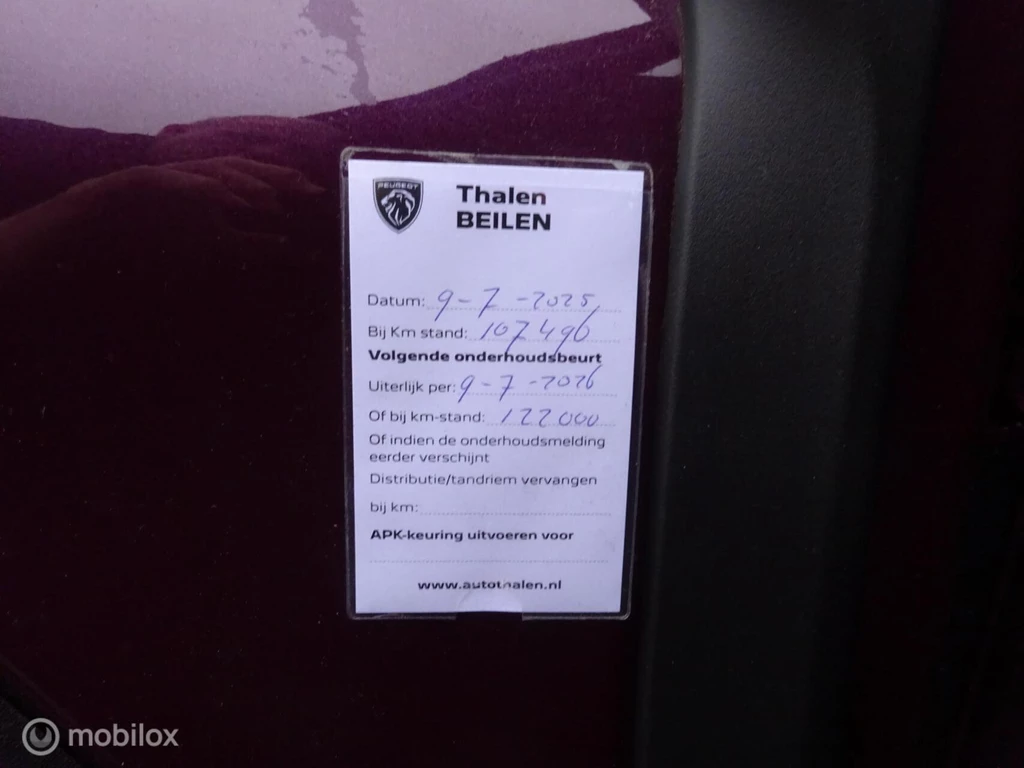 PEUGEOT
Thalen
BEILEN
Datum: 9-7-2025
Bij Km stand: 107490
Volgende onderhoudsbeurt
Uiterlijk per: 9-7-2026
Of bij km-stand: 122000
Of indien de onderhoudsmelding
eerder verschijnt
Distributie/tandriem vervangen
bij km:
APK-keuring uitvoeren voor
www.autothalen.nl
mobilox